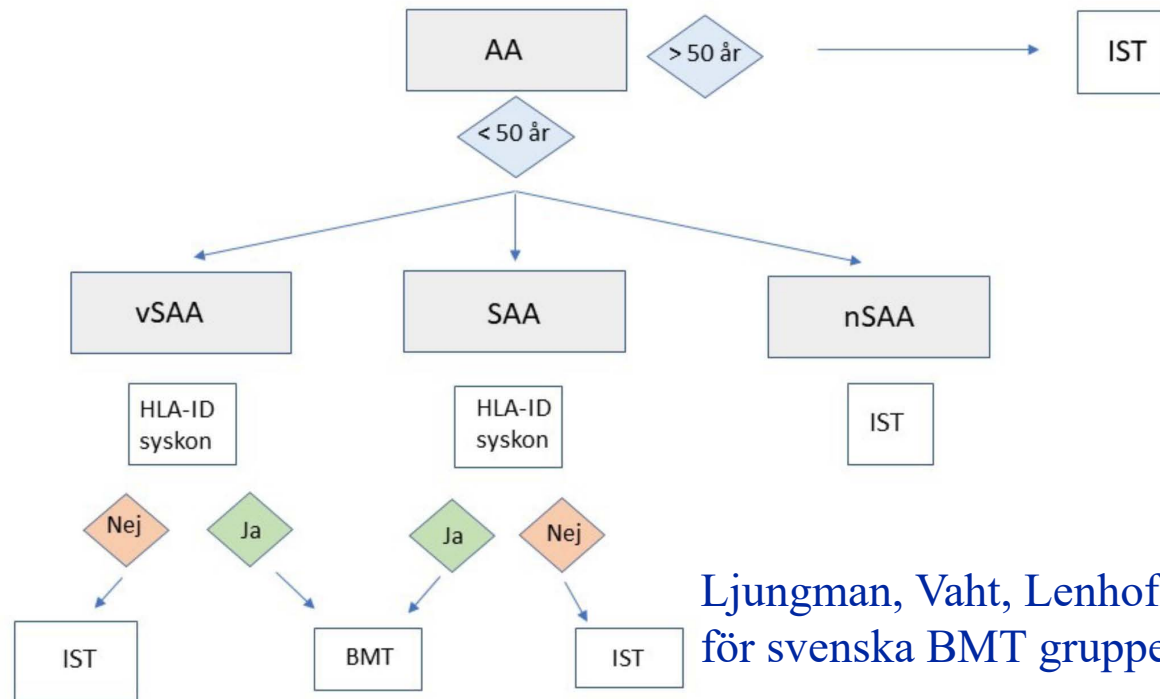 AA
> 50 år
IST
< 50 år
vSAA
SAA
nSAA
HLA-ID
syskon
HLA-ID
syskon
IST
Nej
Ja
Ja
Nej
IST
BMT
IST
Ljungman, Vaht, Lenhof
för svenska BMT gruppe